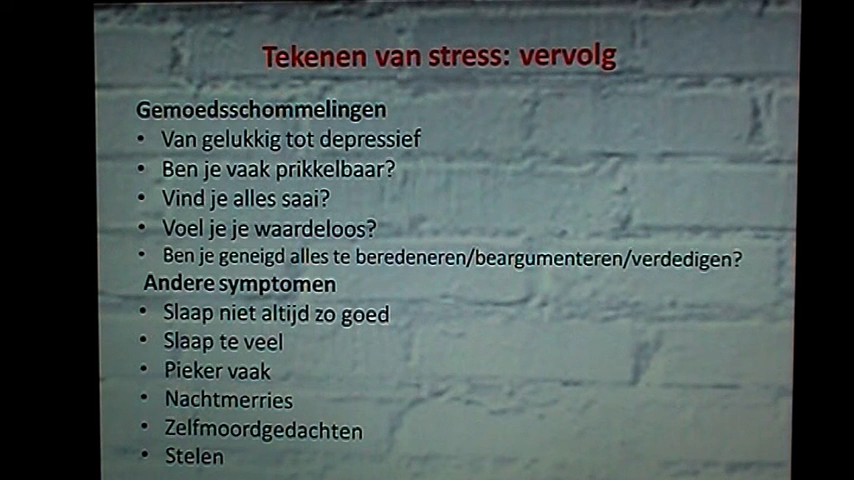 Tekenen van stress: vervolg
Gemoedsschommelingen
• Van gelukkig tot depressief
• Ben je vaak prikkelbaar?
• Vind je alles saai?
• Voel je je waardeloos?
• Ben je geneigd alles te beredeneren/beargumenteren/verdedigen?
Andere symptomen
• Slaap niet altijd zo goed
• Slaap te veel
• Pieker vaak
• Nachtmerries
• Zelfmoordgedachten
• Stelen